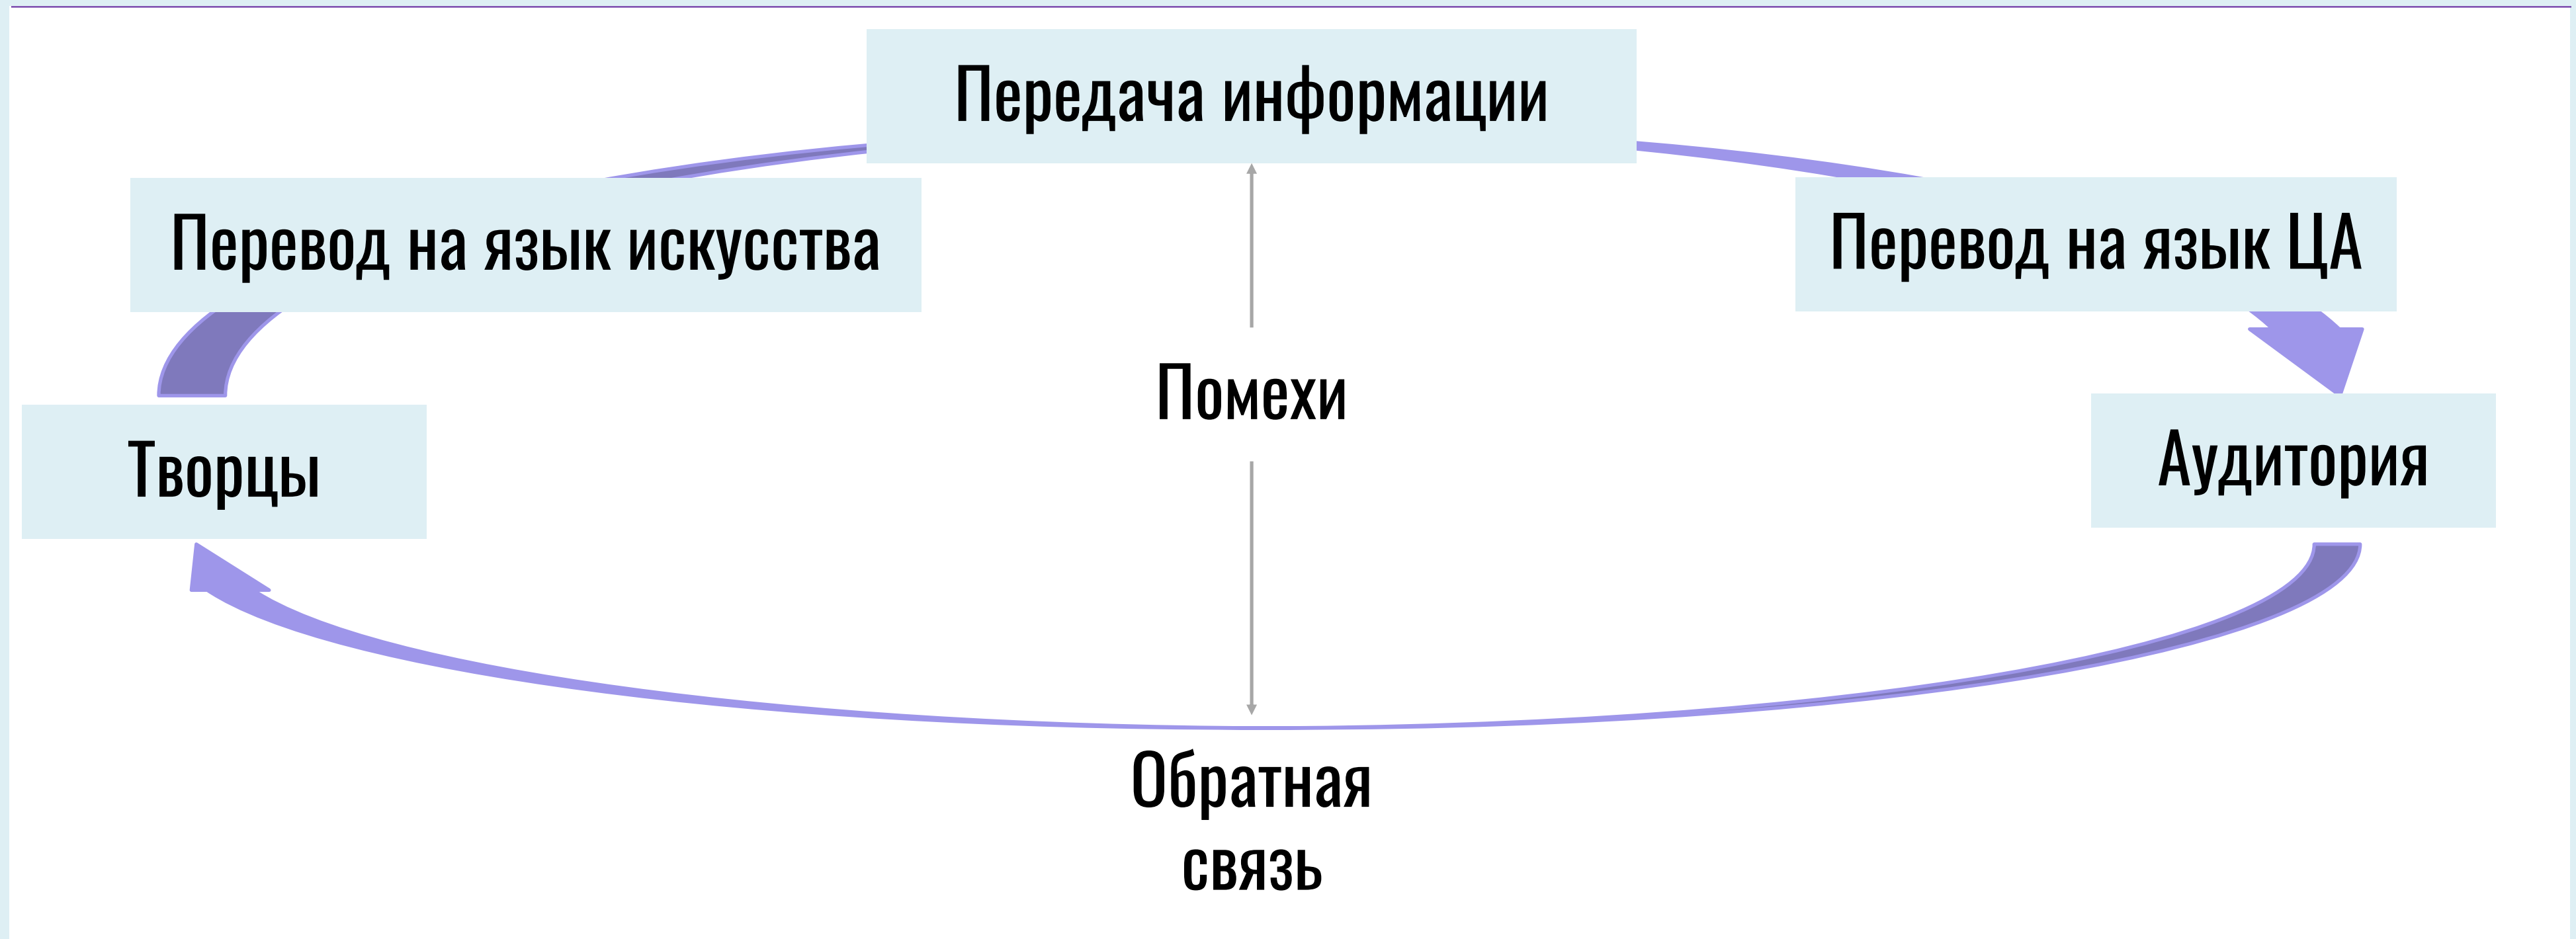 Передача информации
Перевод на язык искусства
Перевод на язык ЦА
Помехи
Творцы
Аудитория
Обратная
связь